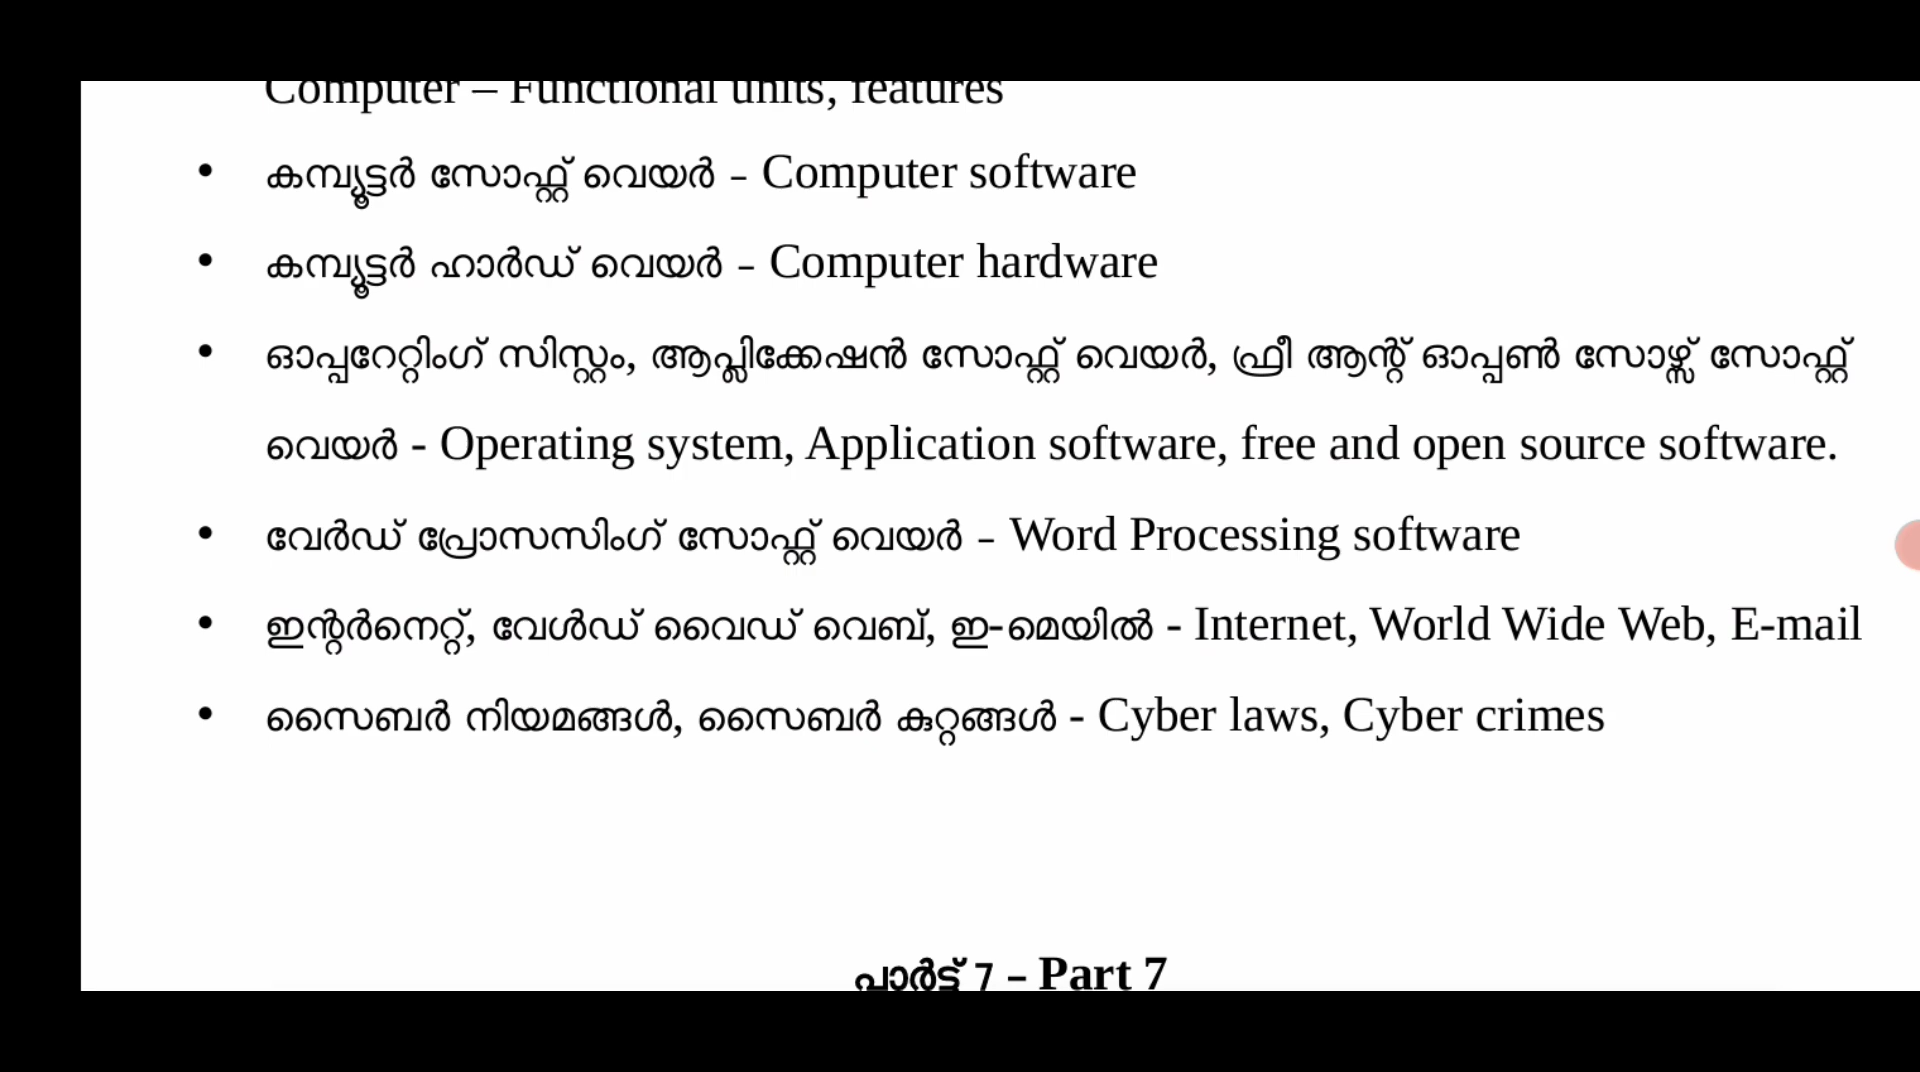 Computer – Functional units, features
• കമ്പ്യൂട്ടർ സോഫ്റ്റ് വെയർ – Computer software
• കമ്പ്യൂട്ടർ ഹാർഡ് വെയർ – Computer hardware
• ഓപ്പറേറ്റിംഗ് സിസ്റ്റം, ആപ്ലിക്കേഷൻ സോഫ്റ്റ് വെയർ, ഫ്രീ ആന്റ് ഓപ്പൺ സോഴ്സ് സോഫ്റ്റ്
വെയർ - Operating system, Application software, free and open source software.
• വേർഡ് പ്രോസസിംഗ് സോഫ്റ്റ് വെയർ – Word Processing software
• ഇന്റർനെറ്റ്, വേൾഡ് വൈഡ് വെബ്, ഇ-മെയിൽ - Internet, World Wide Web, E-mail
• സൈബർ നിയമങ്ങൾ, സൈബർ കുറ്റങ്ങൾ - Cyber laws, Cyber crimes
പാർട്ട് 7 – Part 7